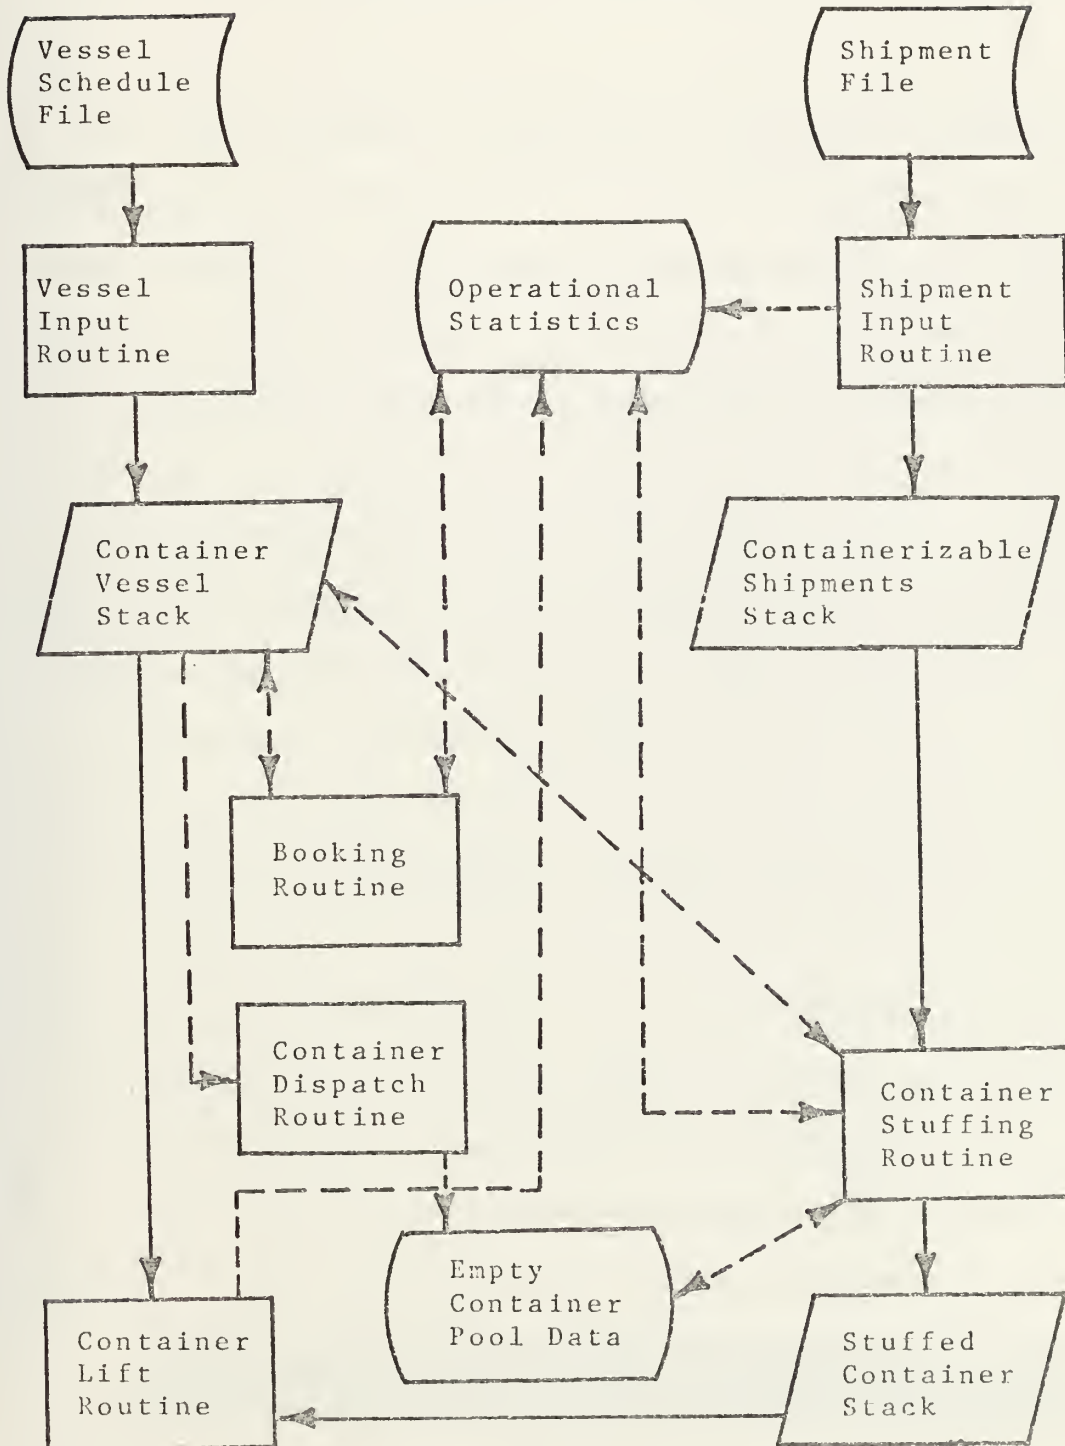 Vessel
Schedule
File
Shipment
File
Vessel
Input
Routine
Operational
Statistics
Shipment
Input
Routine
Container
Vessel
Stack
Containerizable
Shipments
Stack
Booking
Routine
Container
Dispatch
Routine
Container
Stuffing
Routine
Empty
Container
Pool Data
Container
Lift
Routine
Stuffed
Container
Stack